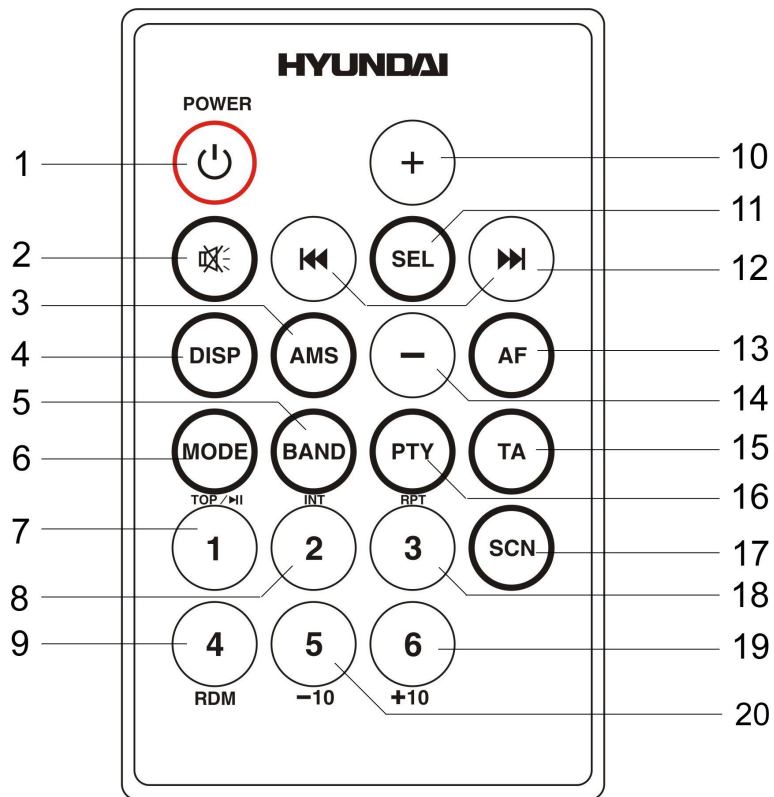 HYUNDAI
POWER
1
+
10
11
2
SEL
12
3
4
DISP
AMS
−
AF
13
14
5
6
MODE
BAND
PTY
TA
15
16
TOP/▶II
INT
RPT
7
1
2
3
SCN
17
8
18
9
4
5
6
19
RDM
−10
+10
20